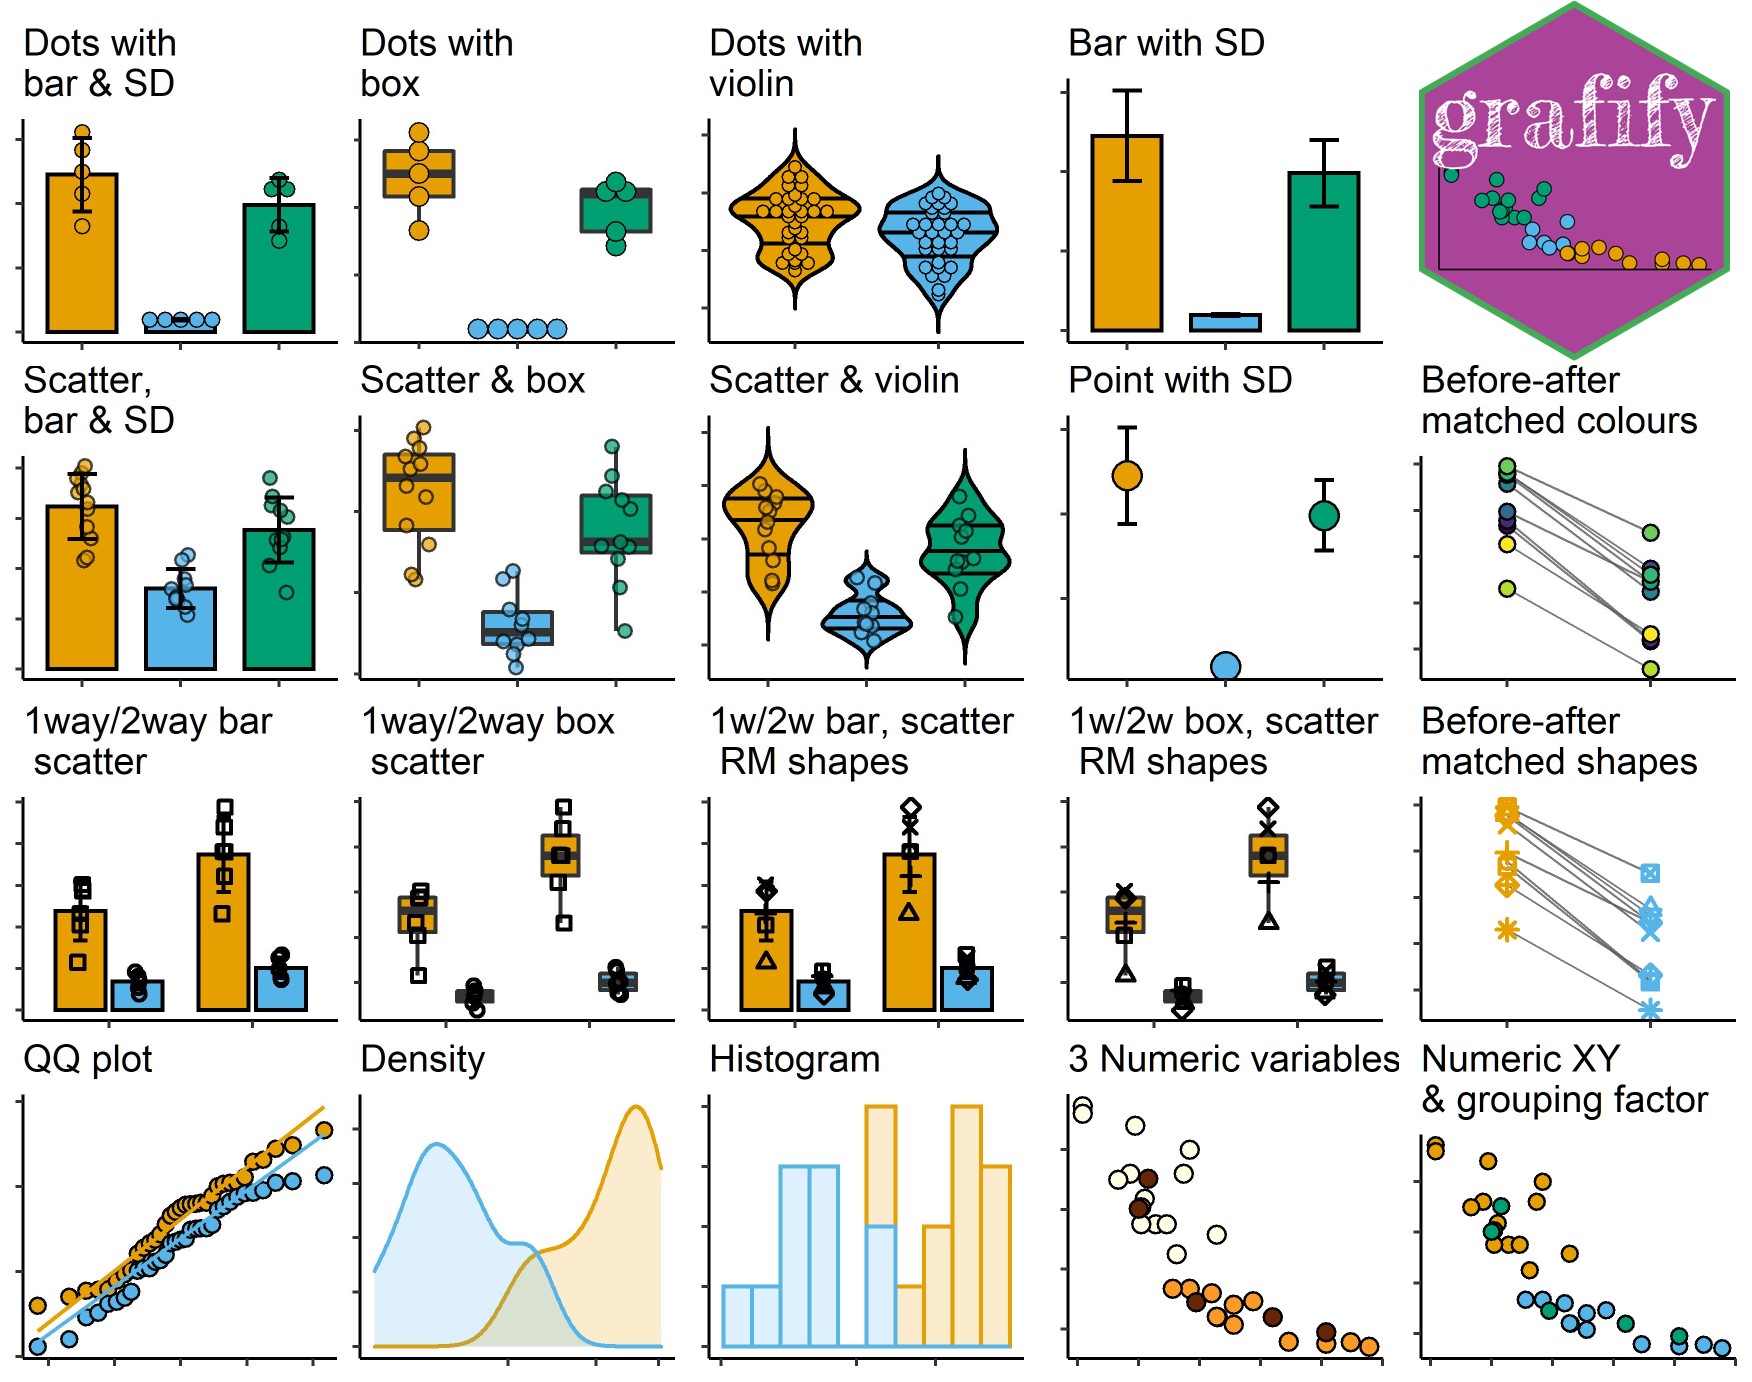 Dots with
bar & SD
Dots with
box
Dots with
violin
Bar with SD
grafify
Scatter,
bar & SD
Scatter & box
Scatter & violin
Point with SD
Before-after
matched colours
1way/2way bar
scatter
1way/2way box
scatter
1w/2w bar, scatter
RM shapes
1w/2w box, scatter
RM shapes
Before-after
matched shapes
QQ plot
Density
Histogram
3 Numeric variables
Numeric XY
& grouping factor